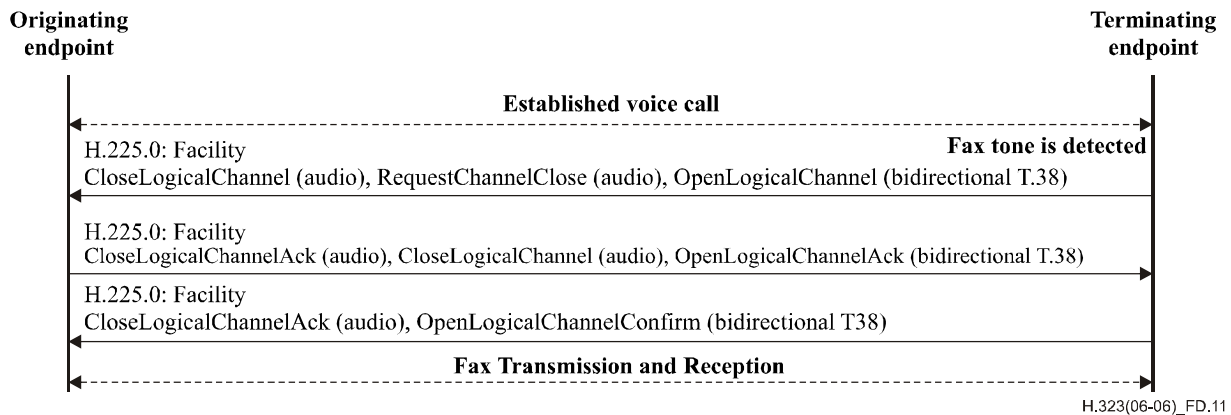 Originating
endpoint
Terminating
endpoint
Established voice call
Fax tone is detected
H.225.0: Facility
CloseLogicalChannel (audio), RequestChannelClose (audio), OpenLogicalChannel (bidirectional T.38)
H.225.0: Facility
CloseLogicalChannelAck (audio), CloseLogicalChannel (audio), OpenLogicalChannelAck (bidirectional T.38)
H.225.0: Facility
CloseLogicalChannelAck (audio), OpenLogicalChannelConfirm (bidirectional T38)
Fax Transmission and Reception
H.323(06-06)_FD.11